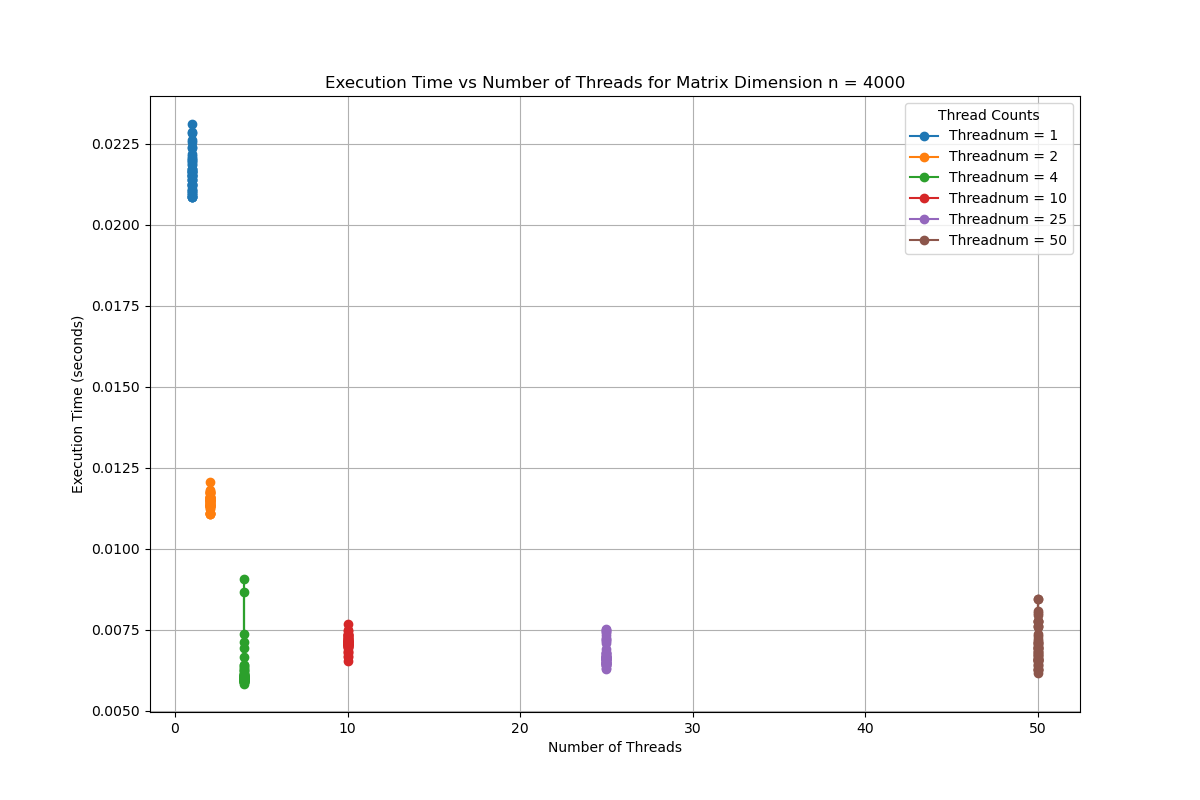 Execution Time vs Number of Threads for Matrix Dimension n = 4000
Thread Counts
Threadnum = 1
Threadnum = 2
Threadnum = 4
Threadnum = 10
Threadnum = 25
Threadnum = 50
Execution Time (seconds)
0.0225
0.0200
0.0175
0.0150
0.0125
0.0100
0.0075
0.0050
0 10 20 30 40 50
Number of Threads